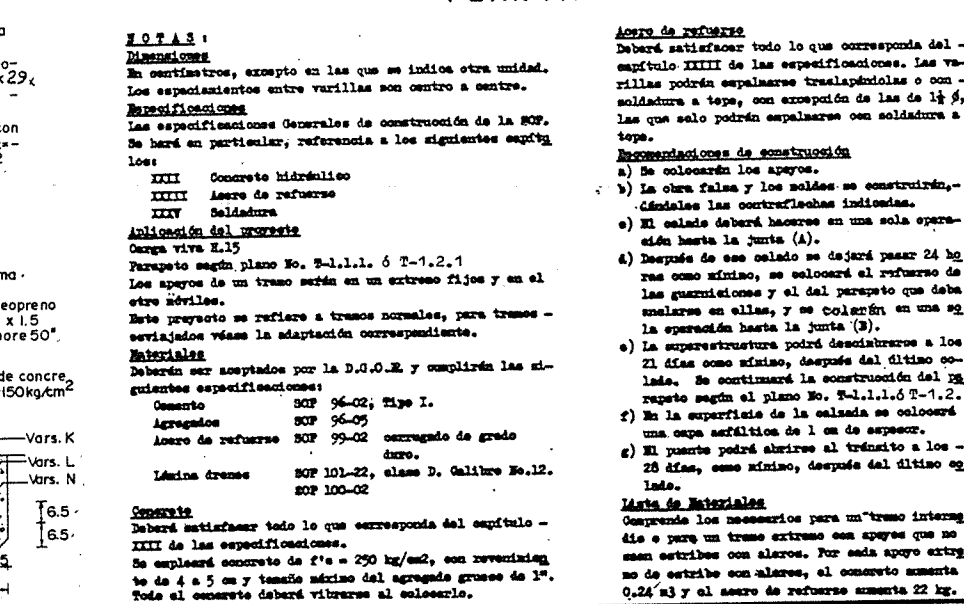 con
29x
eopreno
x 1.5
hore 50",
de concre
150kg/cm2
Vars. K
Vars. L
Vars. N
6.5
6.5
NOTAS:
Dimensiones
En centímetros, excepto en las que se indica otra unidad.
Los espaciamientos entre varillas son centro a centro.
Especificaciones
Las especificaciones Generales de construcción de la SOP.
Se hará en particular, referencia a los siguientes capítu
los:
XXII Concreto hidráulico
XXIII Acero de refuerzo
XXXV Soldadura
Aplicación del proyecto
Carga viva H.15
Parapeto según plano No. T-1.1.1. ó T-1.2.1
Los apoyos de un tramo serán en un extremo fijos y en el
otro móviles.
Este proyecto se refiere a tramos normales, para tramos -
esviajados véase la adaptación correspondiente.
Materiales
Deberán ser aceptados por la D.G.O.R y cumplirán las si-
guientes especificaciones:
Cemento SOP 96-02; Tipo I.
Agregados SOP 96-05
Acero de refuerzo SOP 99-02 corrugado de grado
duro.
Lámina drenes SOP 101-22, clase D. Calibre No.12.
SOP 100-02
Concreto
Deberá satisfacer todo lo que corresponda del capítulo -
XXII de las especificaciones.
Se empleará concreto de f'c = 250 kg/cm2, con revenimien
to de 4 a 5 cm y tamaño máximo del agregado grueso de 1".
Todo el concreto deberá vibrarse al colocarlo.
Acero de refuerzo
Deberá satisfacer todo lo que corresponda del -
capítulo XXIII de las especificaciones. Las va-
rillas podrán empalmarse traslapándolas o con -
soldadura a tope, con excepción de las de 1½ ø,
las que solo podrán empalmarse con soldadura a
tope.
Recomendaciones de construcción
a) Se colocarán los apoyos.
b) La obra falsa y los moldes se construirán,-
dándoles las contraflechas indicadas.
c) El colado deberá hacerse en una sola opera-
ción hasta la junta (A).
d) Después de ese colado se dejará pasar 24 ho
ras como mínimo, se colocará el refuerzo de
las guarniciones y el del parapeto que deba
anclarse en ellas, y se colarán en una so
la operación hasta la junta (B).
e) La superestructura podrá descimbrarse a los
21 días como mínimo, después del último co-
lado. Se continuará la construcción del pa
rapeto según el plano No. T-1.1.1.ó T-1.2.
f) En la superficie de la calzada se colocará
una capa asfáltica de 1 cm de espesor.
g) El puente podrá abrirse al tránsito a los -
28 días, como mínimo, después del último co
lado.
Lista de Materiales
Comprende los necesarios para un tramo interme
dio o para un tramo extremo con apoyos que no
sean estribos con aleros. Por cada apoyo extre
mo de estribo con aleros, el concreto aumenta
0.24 m3 y el acero de refuerzo aumenta 22 kg.